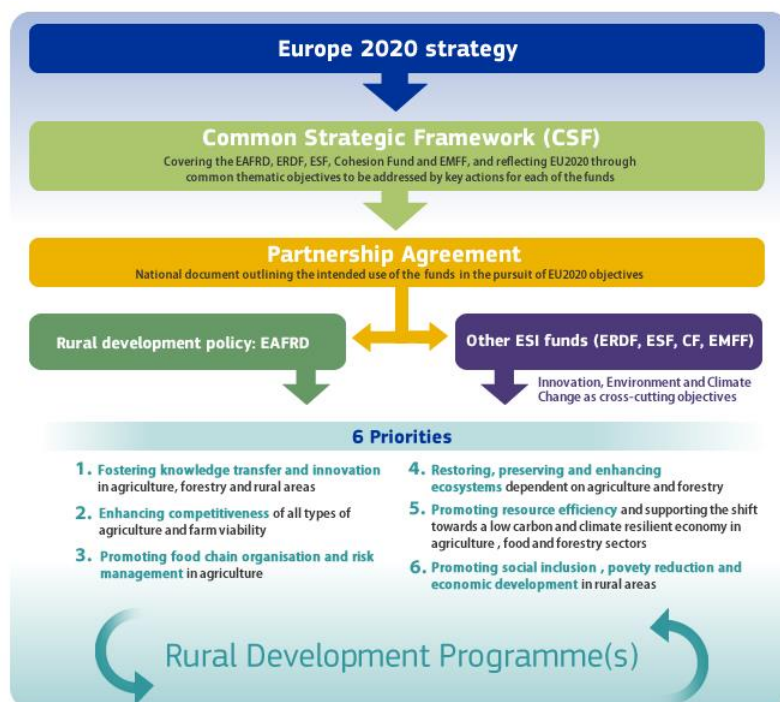 Europe 2020 strategy
Common Strategic Framework (CSF)
Covering the EAFRD, ERDF, ESF, Cohesion Fund and EMFF, and reflecting EU2020 through
common thematic objectives to be addressed by key actions for each of the funds
Partnership Agreement
National document outlining the intended use of the funds in the pursuit of EU2020 objectives
Rural development policy: EAFRD
Other ESI funds (ERDF, ESF, CF, EMFF)
Innovation, Environment and Climate
Change as cross-cutting objectives
6 Priorities
1. Fostering knowledge transfer and innovation
in agriculture, forestry and rural areas
2. Enhancing competitiveness of all types of
agriculture and farm viability
3. Promoting food chain organisation and risk
management in agriculture
4. Restoring, preserving and enhancing
ecosystems dependent on agriculture and forestry
5. Promoting resource efficiency and supporting the shift
towards a low carbon and climate resilient economy in
agriculture , food and forestry sectors
6. Promoting social inclusion , povety reduction and
economic development in rural areas
Rural Development Programme(s)